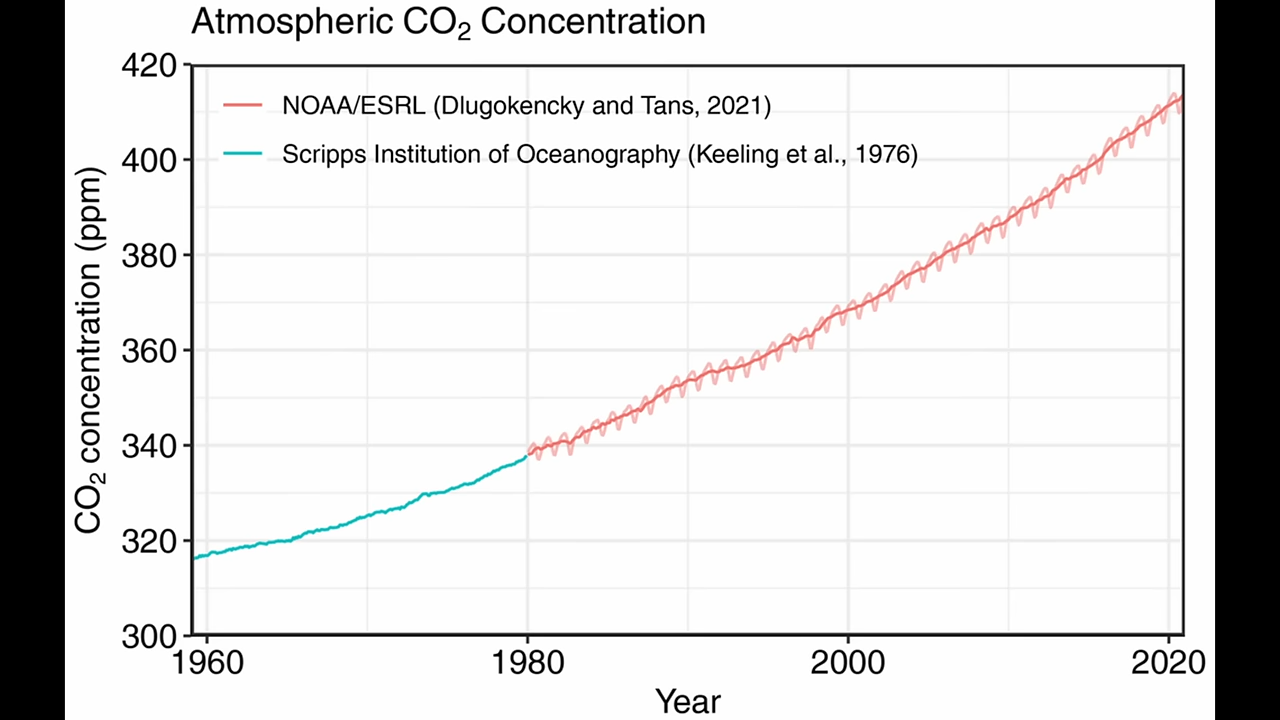 Atmospheric CO₂ Concentration
420
NOAA/ESRL (Dlugokencky and Tans, 2021)
Scripps Institution of Oceanography (Keeling et al., 1976)
400
380
360
340
320
300
CO₂ concentration (ppm)
1960 1980 2000 2020
Year